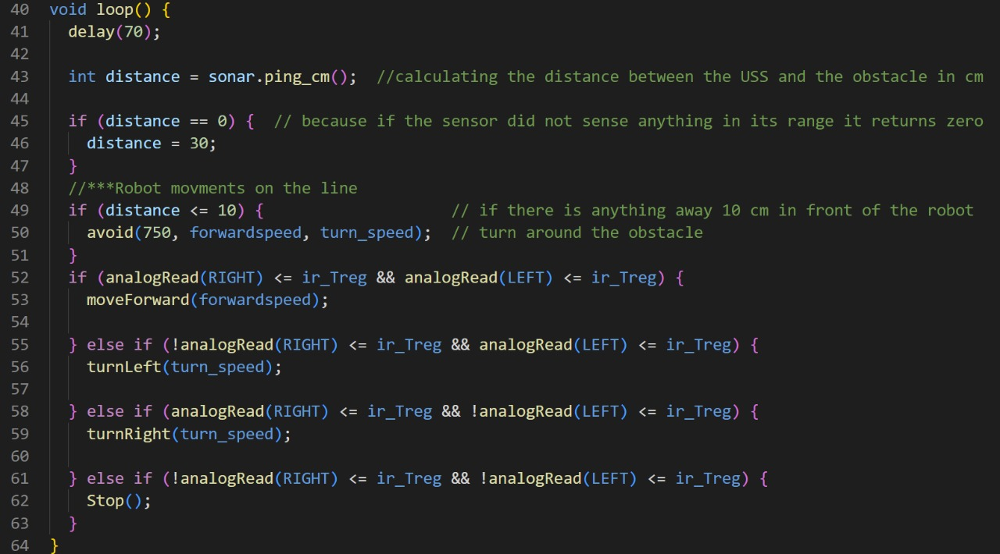 40 void loop() {
41   delay(70);
42
43   int distance = sonar.ping_cm();  //calculating the distance between the USS and the obstacle in cm
44
45   if (distance == 0) {  // because if the sensor did not sense anything in its range it returns zero
46     distance = 30;
47   }
48   //***Robot movments on the line
49   if (distance <= 10) {                    // if there is anything away 10 cm in front of the robot
50     avoid(750, forwardspeed, turn_speed);  // turn around the obstacle
51   }
52   if (analogRead(RIGHT) <= ir_Treg && analogRead(LEFT) <= ir_Treg) {
53     moveForward(forwardspeed);
54
55   } else if (!analogRead(RIGHT) <= ir_Treg && analogRead(LEFT) <= ir_Treg) {
56     turnLeft(turn_speed);
57
58   } else if (analogRead(RIGHT) <= ir_Treg && !analogRead(LEFT) <= ir_Treg) {
59     turnRight(turn_speed);
60
61   } else if (!analogRead(RIGHT) <= ir_Treg && !analogRead(LEFT) <= ir_Treg) {
62     Stop();
63   }
64 }